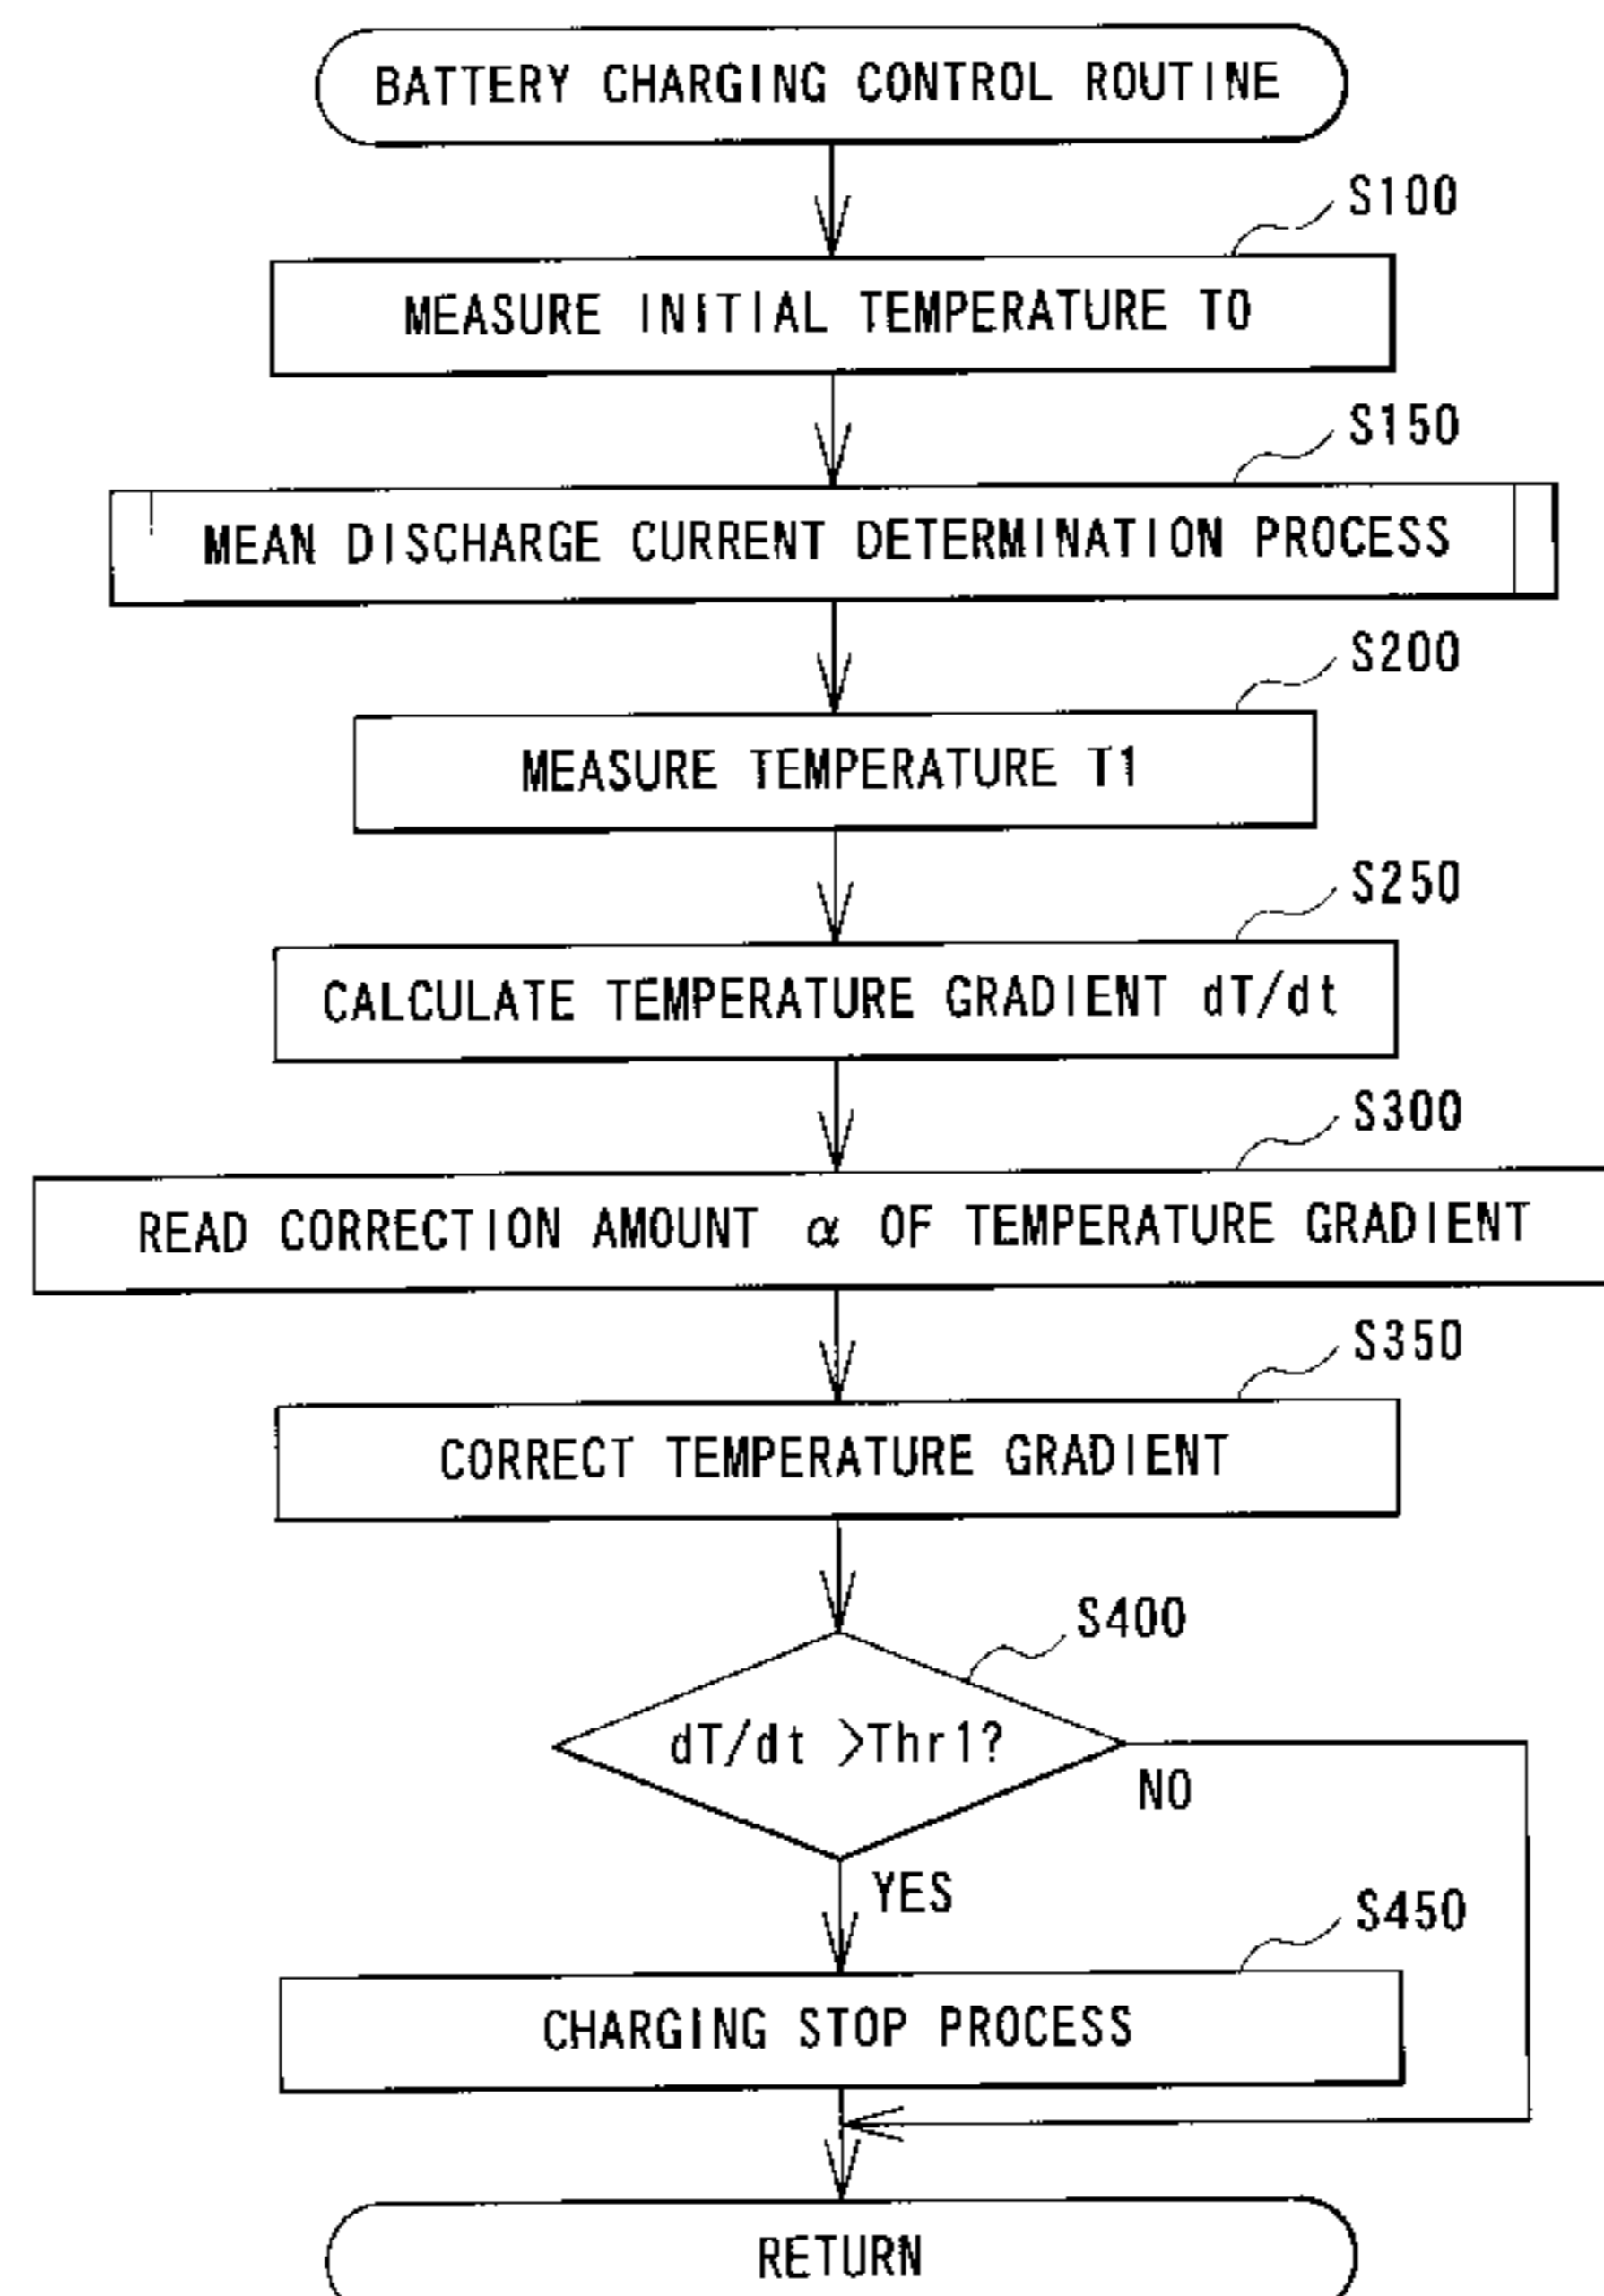 BATTERY CHARGING CONTROL ROUTINE
S100
MEASURE INITIAL TEMPERATURE T0
S150
MEAN DISCHARGE CURRENT DETERMINATION PROCESS
S200
MEASURE TEMPERATURE T1
S250
CALCULATE TEMPERATURE GRADIENT dT/dt
S300
READ CORRECTION AMOUNT α OF TEMPERATURE GRADIENT
S350
CORRECT TEMPERATURE GRADIENT
S400
dT/dt >Thr1?
NO
YES
S450
CHARGING STOP PROCESS
RETURN